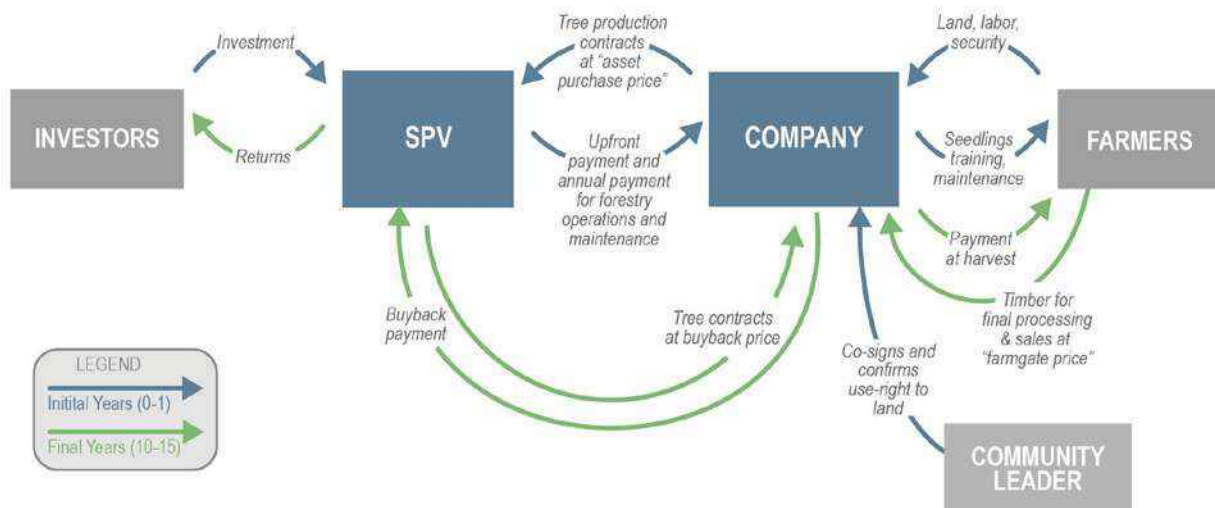 Investment
INVESTORS
Returns
SPV
Tree production
contracts
at “asset
purchase price”
Upfront
payment and
annual payment
for forestry
operations and
maintenance
COMPANY
Land, labor,
security
Seedlings
training,
maintenance
FARMERS
Payment
at harvest
Timber for
final processing
& sales at
“farmgate price”
Buyback
payment
Tree contracts
at buyback price
Co-signs and
confirms
use-right to
land
COMMUNITY
LEADER
LEGEND
Initital Years (0-1)
Final Years (10-15)